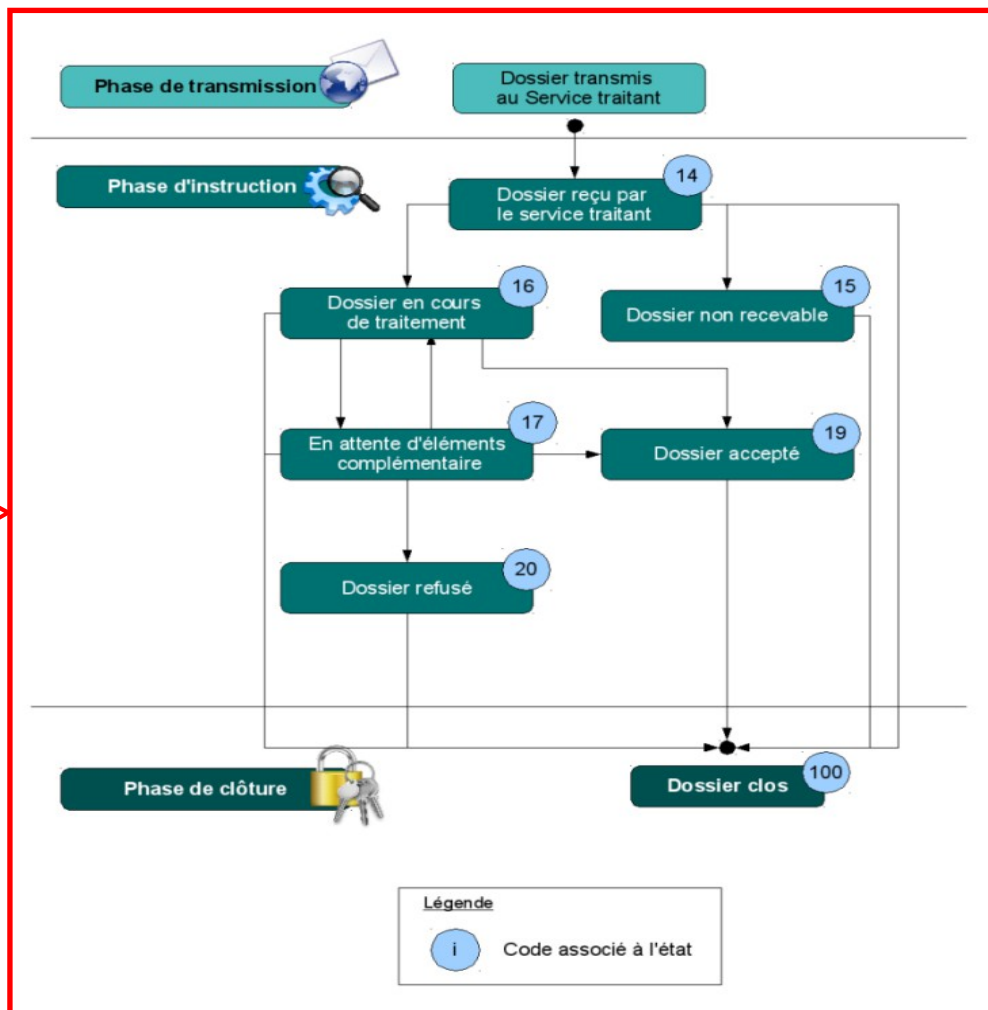 Phase de transmission
Dossier transmis
au Service traitant
Phase d'instruction
14
Dossier reçu par
le service traitant
16
Dossier en cours
de traitement
15
Dossier non recevable
17
En attente d'éléments
complémentaire
19
Dossier accepté
20
Dossier refusé
Phase de clôture
100
Dossier clos
Légende
i
Code associé à l'état